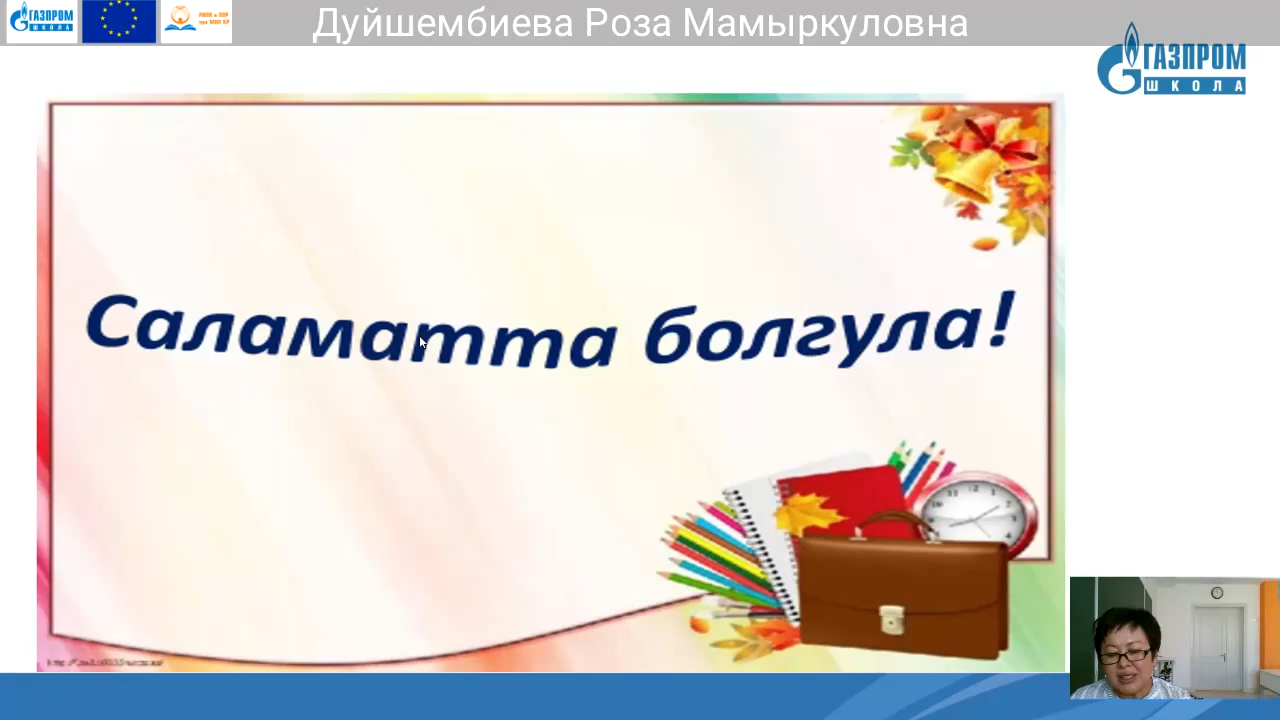 ГАЗПРОМ
ШКОЛА
Дуйшембиева Роза Мамыркуловна
ГАЗПРОМ
ШКОЛА
Саламатта болгула!